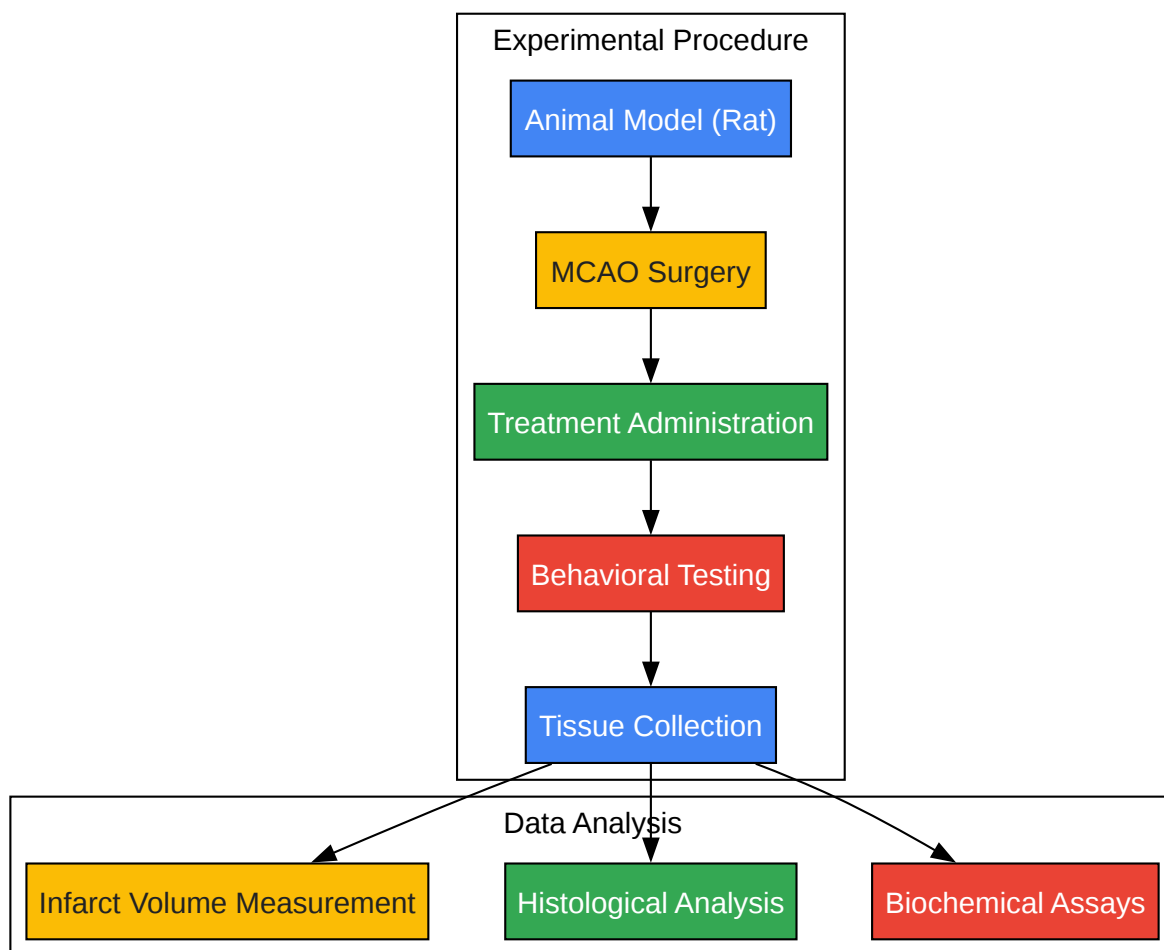 Experimental Procedure
Animal Model (Rat)
MCAO Surgery
Treatment Administration
Behavioral Testing
Tissue Collection
Data Analysis
Infarct Volume Measurement
Histological Analysis
Biochemical Assays